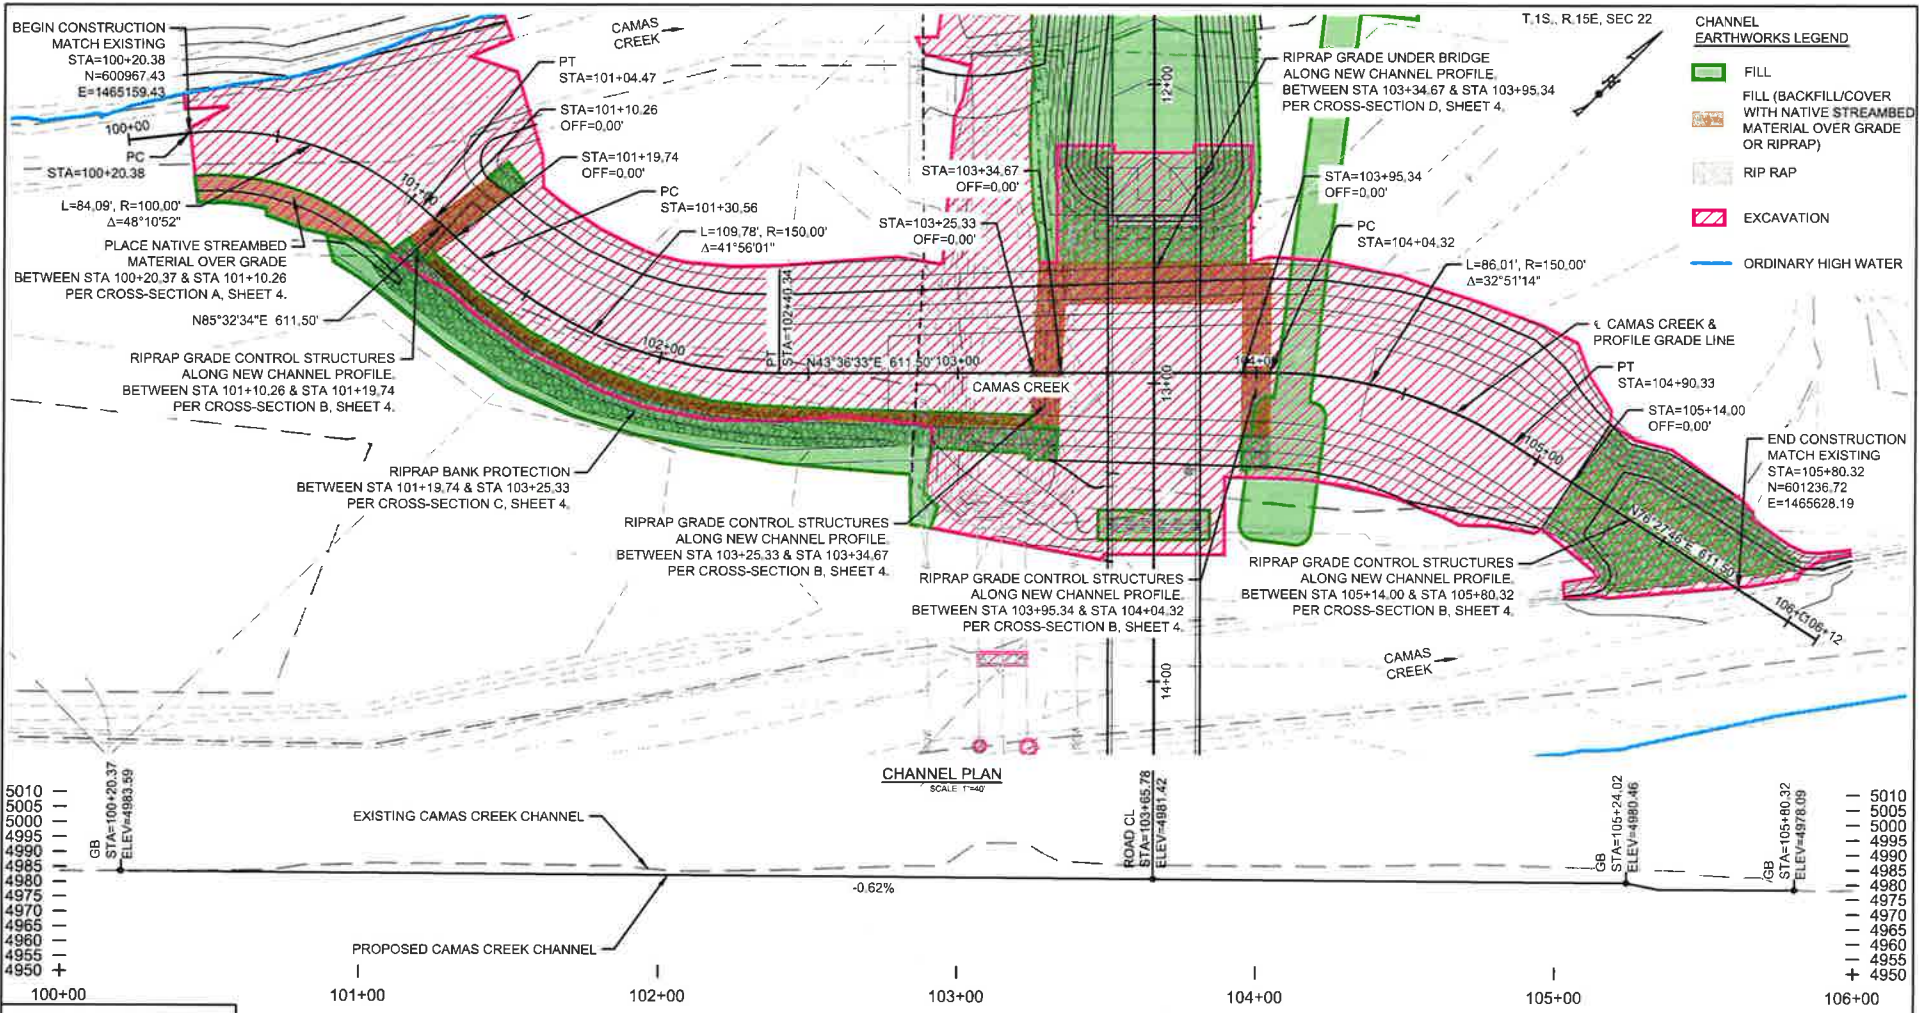 BEGIN CONSTRUCTION
MATCH EXISTING
STA=100+20.38
N=600967.43
E=1465159.43
100+00
PC
STA=100+20.38
L=84.09', R=100.00'
Δ=48°10'52"
PLACE NATIVE STREAMBED
MATERIAL OVER GRADE
BETWEEN STA 100+20.37 & STA 101+10.26
PER CROSS-SECTION A, SHEET 4.
N85°32'34"E 611.50'
RIPRAP GRADE CONTROL STRUCTURES
ALONG NEW CHANNEL PROFILE.
BETWEEN STA 101+10.26 & STA 101+19.74
PER CROSS-SECTION B, SHEET 4.
RIPRAP BANK PROTECTION
BETWEEN STA 101+19.74 & STA 103+25.33
PER CROSS-SECTION C, SHEET 4.
CAMAS
CREEK
PT
STA=101+04.47
STA=101+10.26
OFF=0.00'
STA=101+19.74
OFF=0.00'
PC
STA=101+30.56
L=109.78', R=150.00'
Δ=41°56'01"
101+00
102+00
PT
STA=102+40.34
N43°36'33"E 611.50'
103+00
CAMAS CREEK
STA=103+34.67
OFF=0.00'
STA=103+25.33
OFF=0.00'
12+00
13+00
14+00
RIPRAP GRADE UNDER BRIDGE
ALONG NEW CHANNEL PROFILE.
BETWEEN STA 103+34.67 & STA 103+95.34
PER CROSS-SECTION D, SHEET 4.
STA=103+95.34
OFF=0.00'
PC
STA=104+04.32
L=86.01', R=150.00'
Δ=32°51'14"
104+00
℄ CAMAS CREEK &
PROFILE GRADE LINE
PT
STA=104+90.33
STA=105+14.00
OFF=0.00'
105+00
END CONSTRUCTION
MATCH EXISTING
STA=105+80.32
N=601236.72
E=1465628.19
N76°27'46"E 611.50'
106+12
RIPRAP GRADE CONTROL STRUCTURES
ALONG NEW CHANNEL PROFILE.
BETWEEN STA 103+25.33 & STA 103+34.67
PER CROSS-SECTION B, SHEET 4.
RIPRAP GRADE CONTROL STRUCTURES
ALONG NEW CHANNEL PROFILE.
BETWEEN STA 103+95.34 & STA 104+04.32
PER CROSS-SECTION B, SHEET 4.
RIPRAP GRADE CONTROL STRUCTURES
ALONG NEW CHANNEL PROFILE.
BETWEEN STA 105+14.00 & STA 105+80.32
PER CROSS-SECTION B, SHEET 4.
CAMAS
CREEK
T.1S., R.15E, SEC 22
N
CHANNEL
EARTHWORKS LEGEND
FILL
FILL (BACKFILL/COVER
WITH NATIVE STREAMBED
MATERIAL OVER GRADE
OR RIPRAP)
RIP RAP
EXCAVATION
ORDINARY HIGH WATER
CHANNEL PLAN
SCALE 1"=40'
5010
5005
5000
4995
4990
4985
4980
4975
4970
4965
4960
4955
4950
GB
STA=100+20.37
ELEV=4983.59
EXISTING CAMAS CREEK CHANNEL
PROPOSED CAMAS CREEK CHANNEL
-0.62%
ROAD CL
STA=103+65.78
ELEV=4981.42
GB
STA=105+24.02
ELEV=4980.46
GB
STA=105+80.32
ELEV=4978.09
5010
5005
5000
4995
4990
4985
4980
4975
4970
4965
4960
4955
4950
100+00
101+00
102+00
103+00
104+00
105+00
106+00